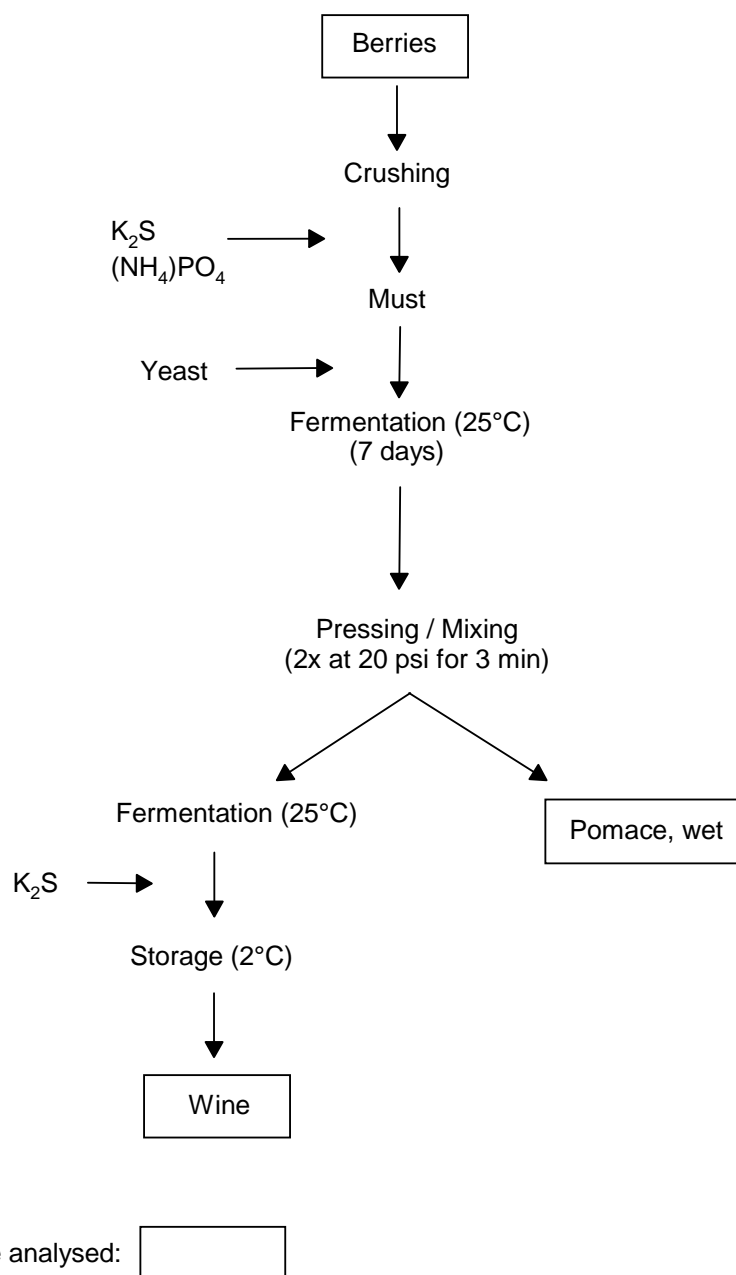 Berries
Crushing
K₂S
(NH₄)PO₄
Must
Yeast
Fermentation (25°C)
(7 days)
Pressing / Mixing
(2x at 20 psi for 3 min)
Fermentation (25°C)
Pomace, wet
K₂S
Storage (2°C)
Wine
analysed: